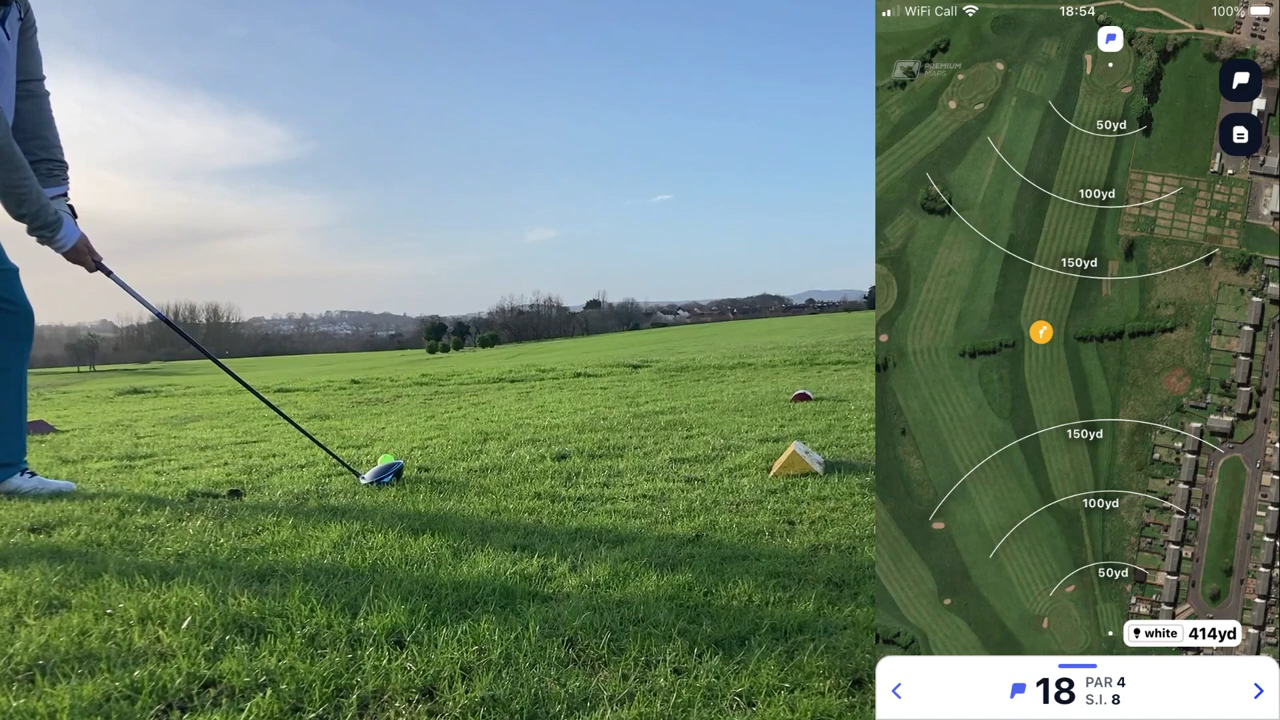 WiFi Call
18:54
100%
PREMIUM
MAPS
50yd
100yd
150yd
150yd
100yd
50yd
white 414yd
18
PAR 4
S.I. 8